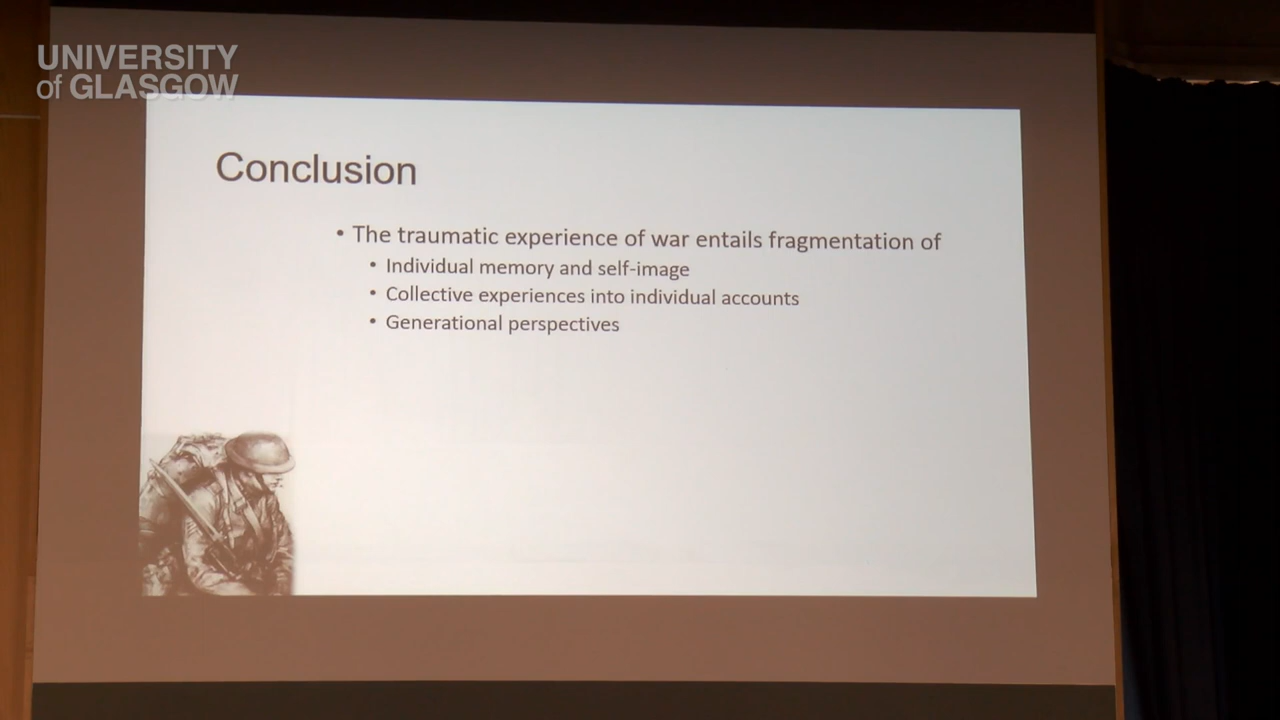 UNIVERSITY
of GLASGOW
Conclusion
• The traumatic experience of war entails fragmentation of
• Individual memory and self-image
• Collective experiences into individual accounts
• Generational perspectives